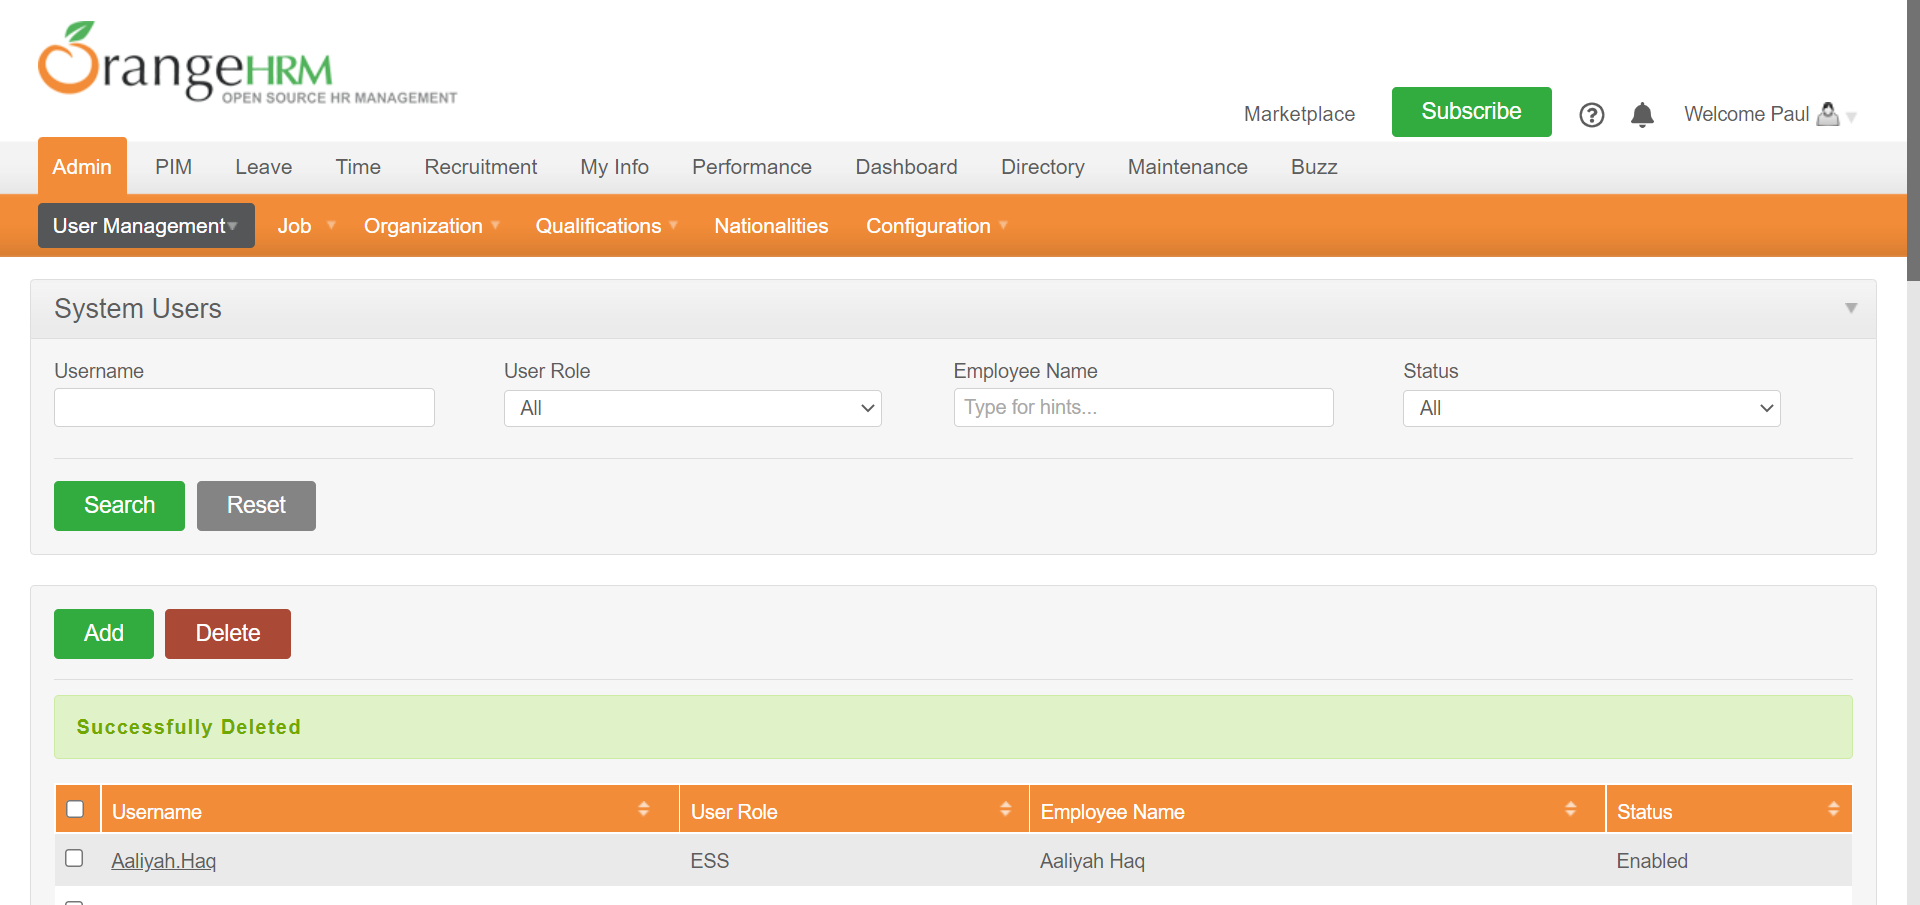 OrangeHRM
OPEN SOURCE HR MANAGEMENT
Marketplace Subscribe Welcome Paul
Admin PIM Leave Time Recruitment My Info Performance Dashboard Directory Maintenance Buzz
User Management Job Organization Qualifications Nationalities Configuration
System Users
Username User Role Employee Name Status
All Type for hints... All
Search Reset
Add Delete
Successfully Deleted
Username User Role Employee Name Status
Aaliyah.Haq ESS Aaliyah Haq Enabled